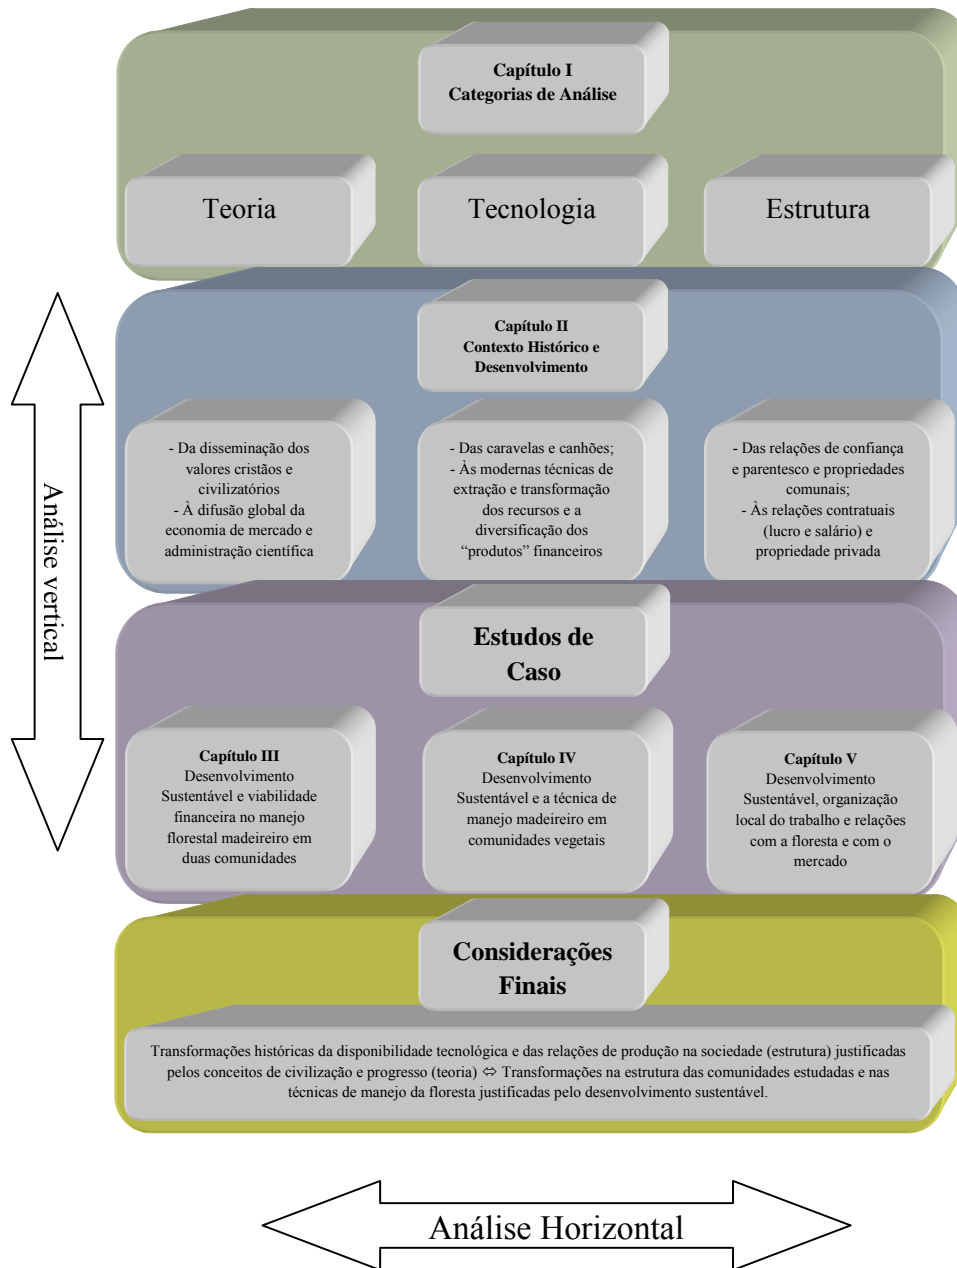 Capítulo I
Categorias de Análise
Teoria
Tecnologia
Estrutura
Análise vertical
Capítulo II
Contexto Histórico e
Desenvolvimento
- Da disseminação dos
valores cristãos e
civilizatórios
- À difusão global da
economia de mercado e
administração científica
- Das caravelas e canhões;
- Às modernas técnicas de
extração e transformação
dos recursos e a
diversificação dos
“produtos” financeiros
- Das relações de confiança
e parentesco e propriedades
comunais;
- Às relações contratuais
(lucro e salário) e
propriedade privada
Estudos de
Caso
Capítulo III
Desenvolvimento
Sustentável e viabilidade
financeira no manejo
florestal madeireiro em
duas comunidades
Capítulo IV
Desenvolvimento
Sustentável e a técnica de
manejo madeireiro em
comunidades vegetais
Capítulo V
Desenvolvimento
Sustentável, organização
local do trabalho e relações
com a floresta e com o
mercado
Considerações
Finais
Transformações históricas da disponibilidade tecnológica e das relações de produção na sociedade (estrutura) justificadas
pelos conceitos de civilização e progresso (teoria) ⇔ Transformações na estrutura das comunidades estudadas e nas
técnicas de manejo da floresta justificadas pelo desenvolvimento sustentável.
Análise Horizontal